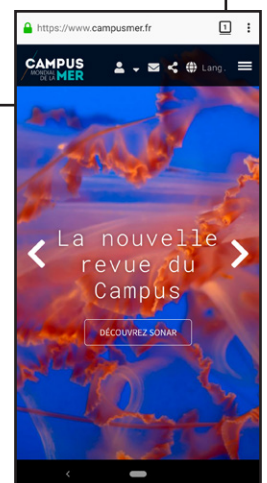 https://www.campusmer.fr
1
CAMPUS
MONDIAL
DE LA MER
Lang.
La nouvelle
revue du
Campus
DÉCOUVREZ SONAR